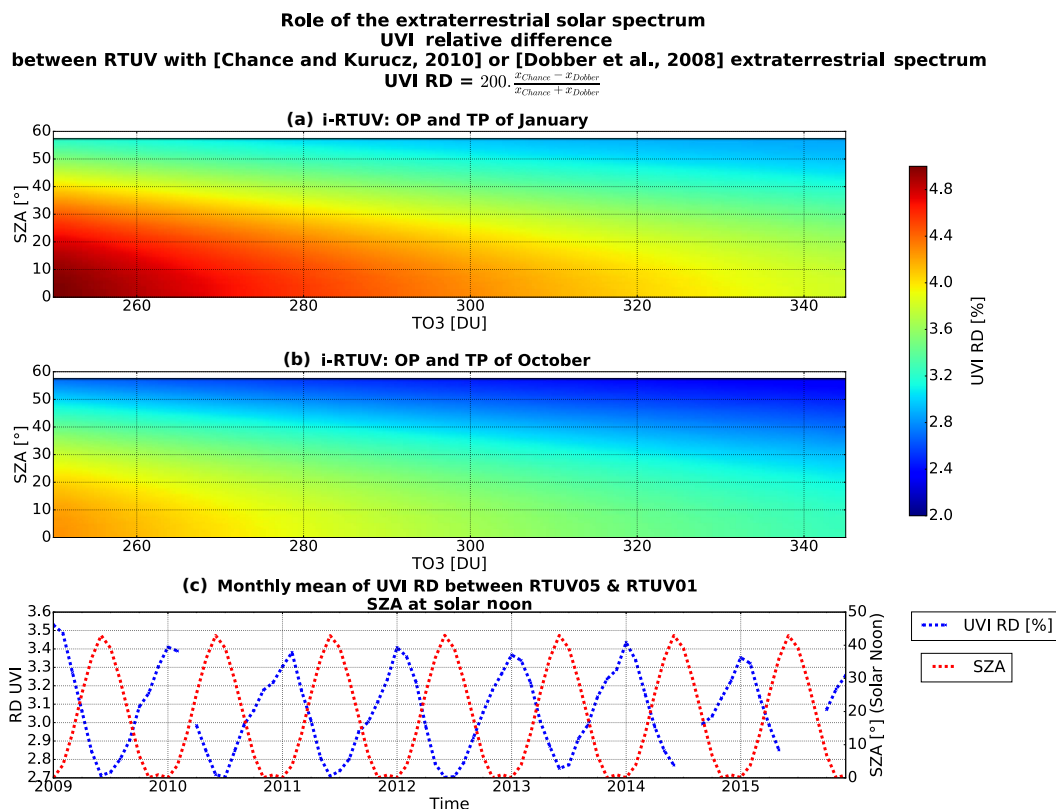 Role of the extraterrestrial solar spectrum
UVI relative difference
between RTUV with [Chance and Kurucz, 2010] or [Dobber et al., 2008] extraterrestrial spectrum
UVI RD = 200. x_Chance − x_Dobber / x_Chance + x_Dobber
(a) i-RTUV: OP and TP of January
60
50
40
30
20
10
0
SZA [°]
260 280 300 320 340
TO3 [DU]
(b) i-RTUV: OP and TP of October
60
50
40
30
20
10
0
SZA [°]
260 280 300 320 340
TO3 [DU]
4.8
4.4
4.0
3.6
3.2
2.8
2.4
2.0
UVI RD [%]
(c) Monthly mean of UVI RD between RTUV05 & RTUV01
SZA at solar noon
3.6
3.5
3.4
3.3
3.2
3.1
3.0
2.9
2.8
2.7
RD UVI
50
40
30
20
10
0
SZA [°] (Solar Noon)
2009 2010 2011 2012 2013 2014 2015
Time
UVI RD [%]
SZA